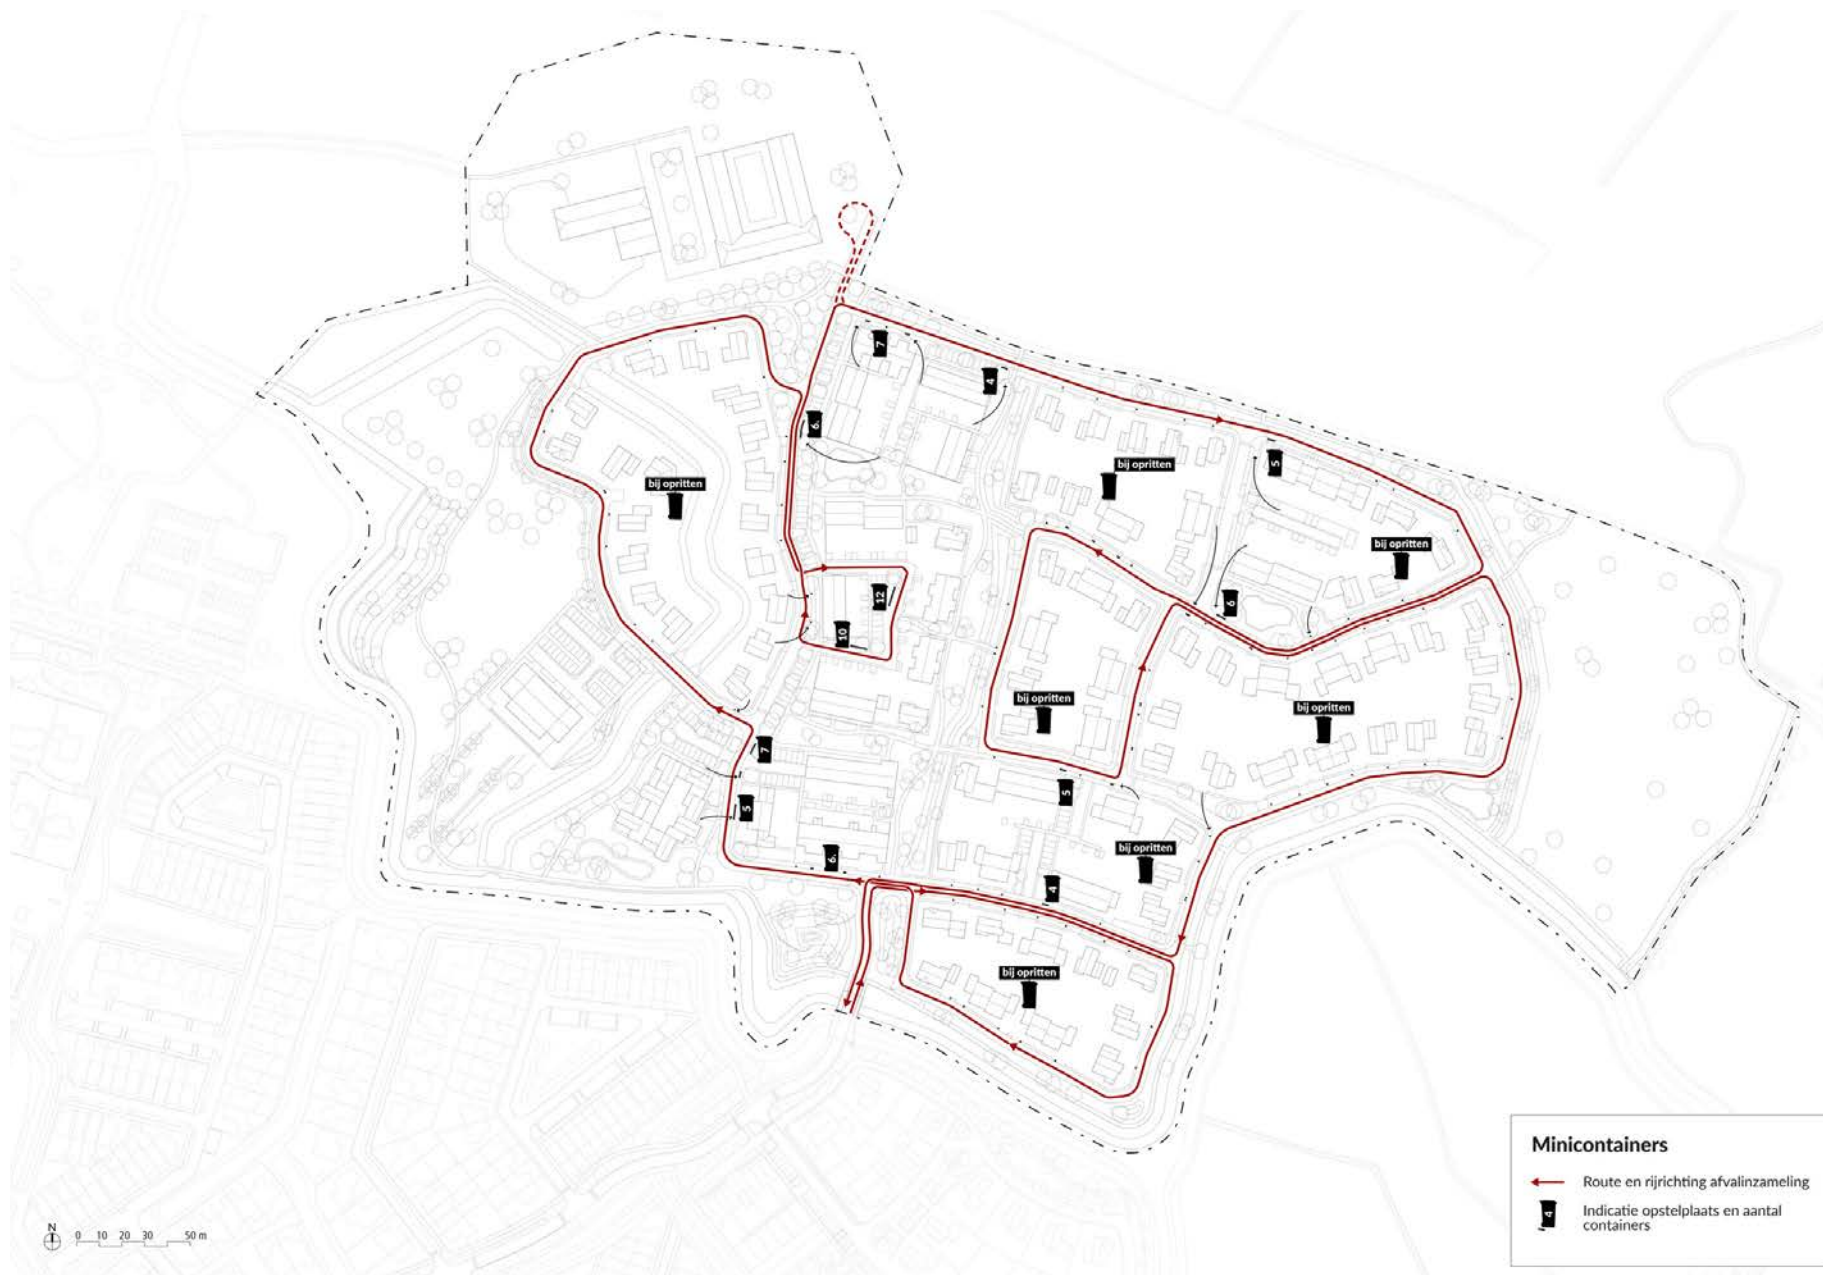 7
4
6.
bij opritten
5
bij opritten
bij opritten
12
6
10
bij opritten
bij opritten
7
5
5
bij opritten
6.
4
bij opritten
Minicontainers
Route en rijrichting afvalinzameling
4
Indicatie opstelplaats en aantal
containers
N
0 10 20 30 50 m